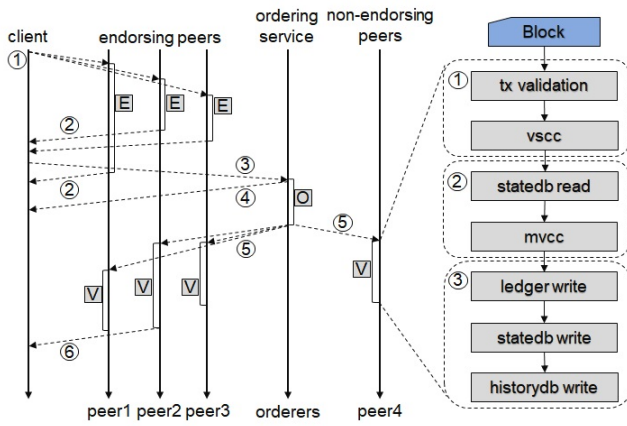 client
endorsing peers
ordering
service
non-endorsing
peers
Block
①
E
E
E
②
②
③
④
O
⑤
⑤
V
V
V
V
⑥
peer1 peer2 peer3
orderers
peer4
①
tx validation
vscc
②
statedb read
mvcc
③
ledger write
statedb write
historydb write